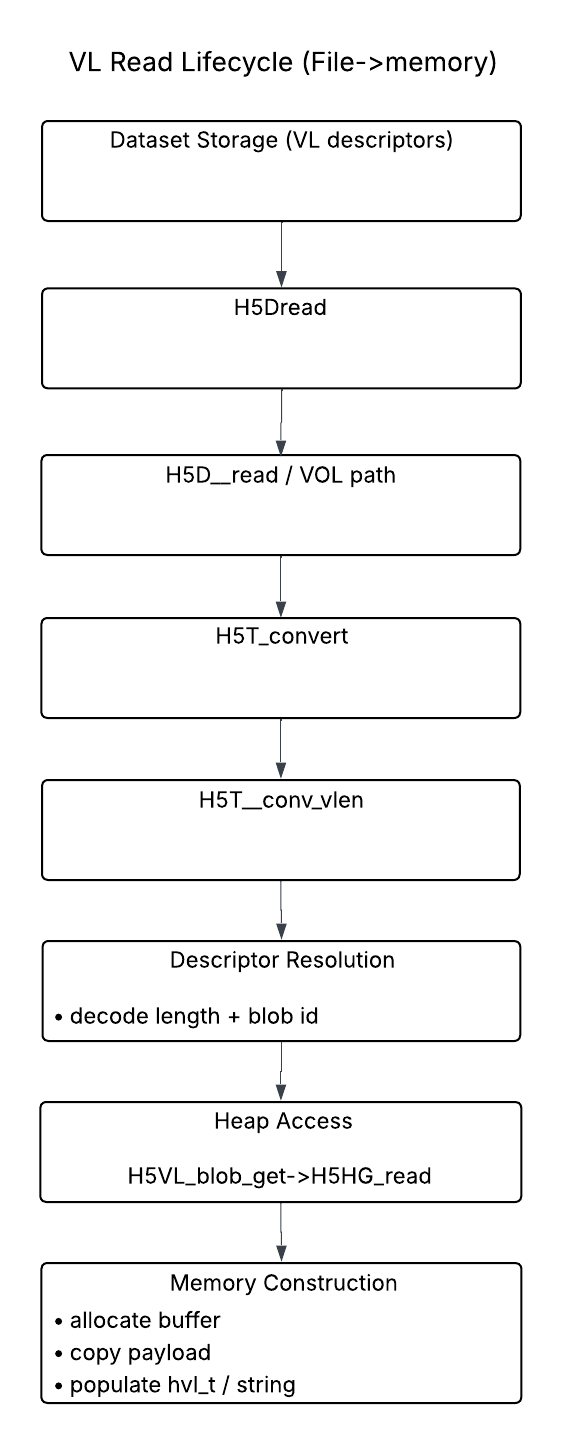 VL Read Lifecycle (File->memory)
Dataset Storage (VL descriptors)
H5Dread
H5D__read / VOL path
H5T_convert
H5T__conv_vlen
Descriptor Resolution
• decode length + blob id
Heap Access
H5VL_blob_get->H5HG_read
Memory Construction
• allocate buffer
• copy payload
• populate hvl_t / string